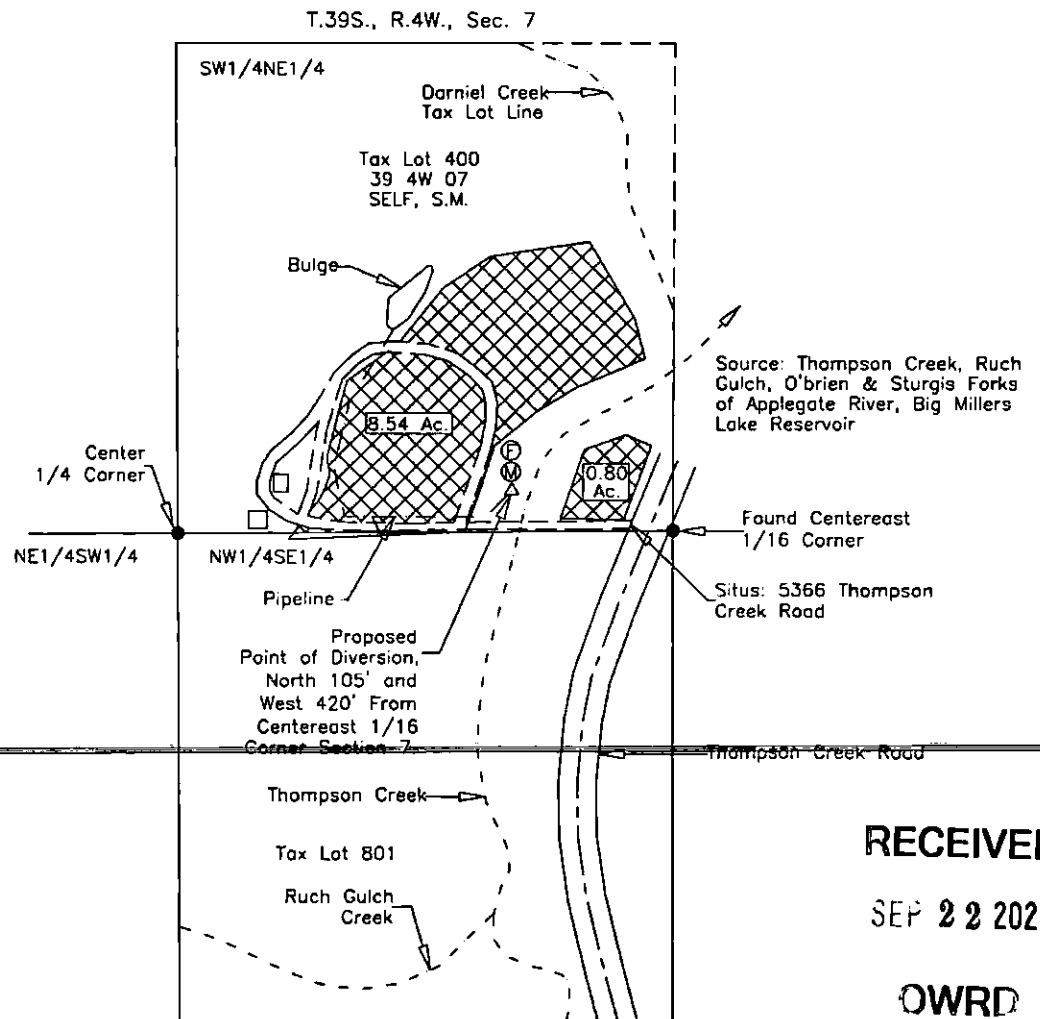 T.39S., R.4W., Sec. 7
SW1/4NE1/4
Darniel Creek
Tax Lot Line
Tax Lot 400
39 4W 07
SELF, S.M.
Bulge
Source: Thompson Creek, Ruch
Gulch, O'brien & Sturgis Forks
of Applegate River, Big Millers
Lake Reservoir
8.54 Ac.
Center
1/4 Corner
F
M
0.80
Ac.
Found Centereast
1/16 Corner
NE1/4SW1/4
NW1/4SE1/4
Situs: 5366 Thompson
Creek Road
Pipeline
Proposed
Point of Diversion,
North 105' and
West 420' From
Centereast 1/16
Corner Section 7
Thompson Creek Road
Thompson Creek
Tax Lot 801
Ruch Gulch
Creek
RECEIVE
SEP 22 202
OWRD